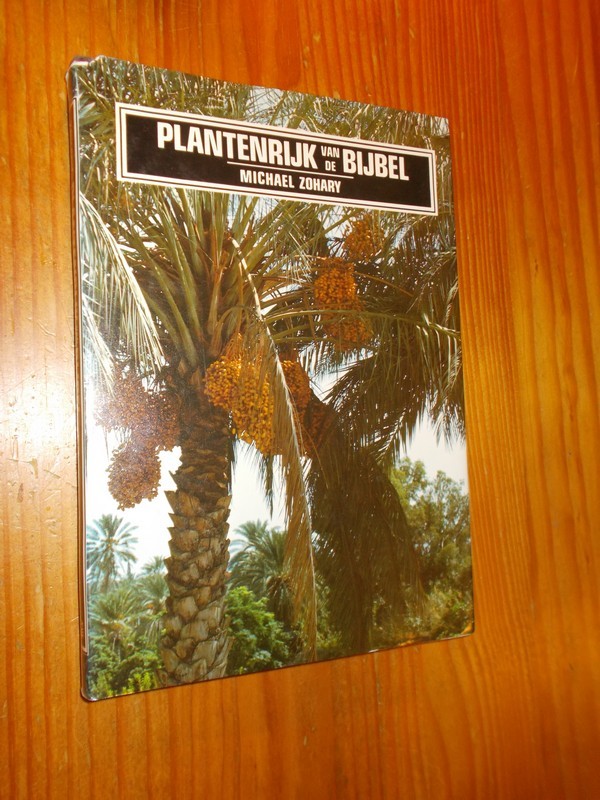 PLANTENRIJK VAN DE BIJBEL
MICHAEL ZOHARY